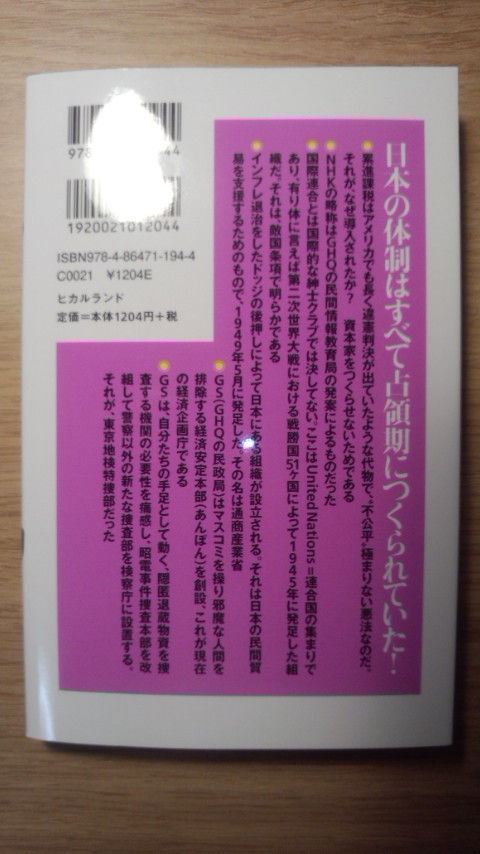 日本の体制はすべて占領期につくられていた！
●累進課税はアメリカでも長く違憲判決が出ていたような代物で、“不公平”極まりない悪法なのだ。
それが、なぜ導入されたか？　資本家をつくらせないためである
●NHKの略称はGHQの民間情報教育局の発案によるものだった
●国際連合とは国際的な紳士クラブでは決してない。ここはUnited Nations＝連合国の集まりで
あり、有り体に言えば第二次世界大戦における戦勝国51ヶ国によって1945年に発足した組
織だ。それは、敵国条項で明らかである
●インフレ退治をしたドッジの後押しによって日本にある組織が設立される。それは日本の民間貿
易を支援するためのもので、1949年5月に発足した。その名は通商産業省
●GS（GHQの民政局）はマスコミを操り邪魔な人間を
排除する経済安定本部（あんぽん）を創設、これが現在
の経済企画庁である
●GSは、自分たちの手足として動く、隠匿退蔵物資を捜
査する機関の必要性を痛感し、昭電事件捜査本部を改
組して警察以外の新たな捜査部を検察庁に設置する。
それが、東京地検特捜部だった
978
44
1920021012044
ISBN978-4-86471-194-4
C0021　¥1204E
ヒカルランド
定価＝本体1204円＋税